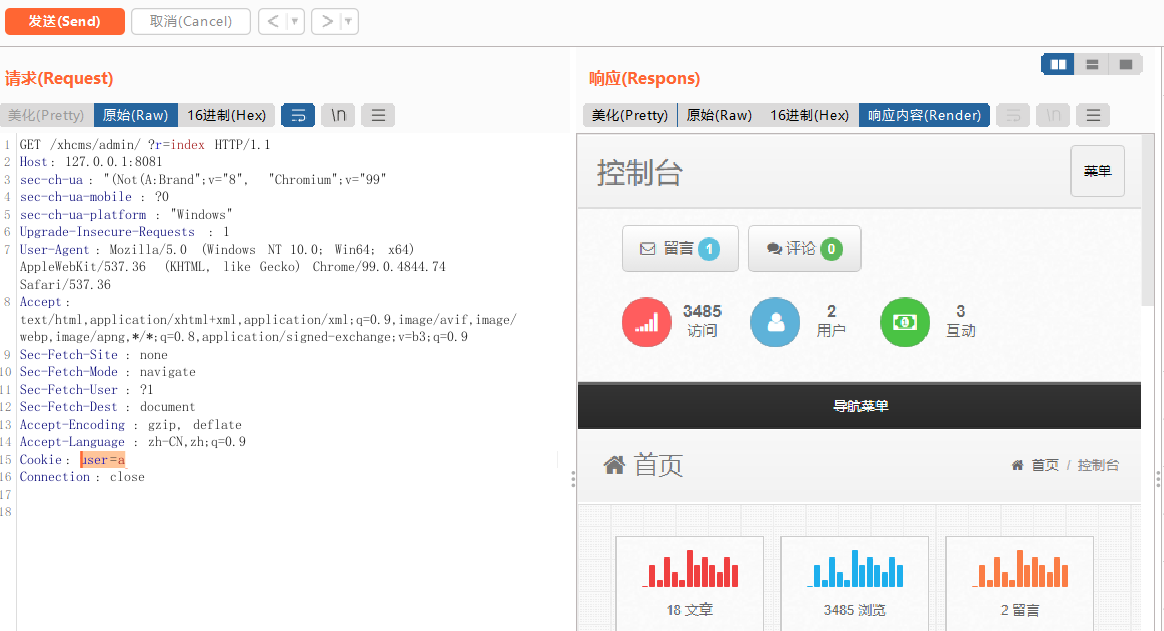 发送(Send)
取消(Cancel)
< ▼
> ▼
请求(Request)
美化(Pretty)
原始(Raw)
16进制(Hex)
\n
1 GET /xhcms/admin/ ?r=index HTTP/1.1
2 Host: 127.0.0.1:8081
3 sec-ch-ua : "(Not(A:Brand";v="8", "Chromium";v="99"
4 sec-ch-ua-mobile : ?0
5 sec-ch-ua-platform : "Windows"
6 Upgrade-Insecure-Requests : 1
7 User-Agent : Mozilla/5.0 (Windows NT 10.0; Win64; x64)
AppleWebKit/537.36 (KHTML, like Gecko) Chrome/99.0.4844.74
Safari/537.36
8 Accept :
text/html,application/xhtml+xml,application/xml;q=0.9,image/avif,image/
webp,image/apng,*/*;q=0.8,application/signed-exchange;v=b3;q=0.9
9 Sec-Fetch-Site : none
10 Sec-Fetch-Mode : navigate
11 Sec-Fetch-User : ?1
12 Sec-Fetch-Dest : document
13 Accept-Encoding : gzip, deflate
14 Accept-Language : zh-CN,zh;q=0.9
15 Cookie : user=a
16 Connection : close
17
18
响应(Respons)
美化(Pretty)
原始(Raw)
16进制(Hex)
响应内容(Render)
\n
控制台
菜单
留言 1
评论 0
3485
访问
2
用户
3
互动
导航菜单
首页
首页 / 控制台
18 文章
3485 浏览
2 留言